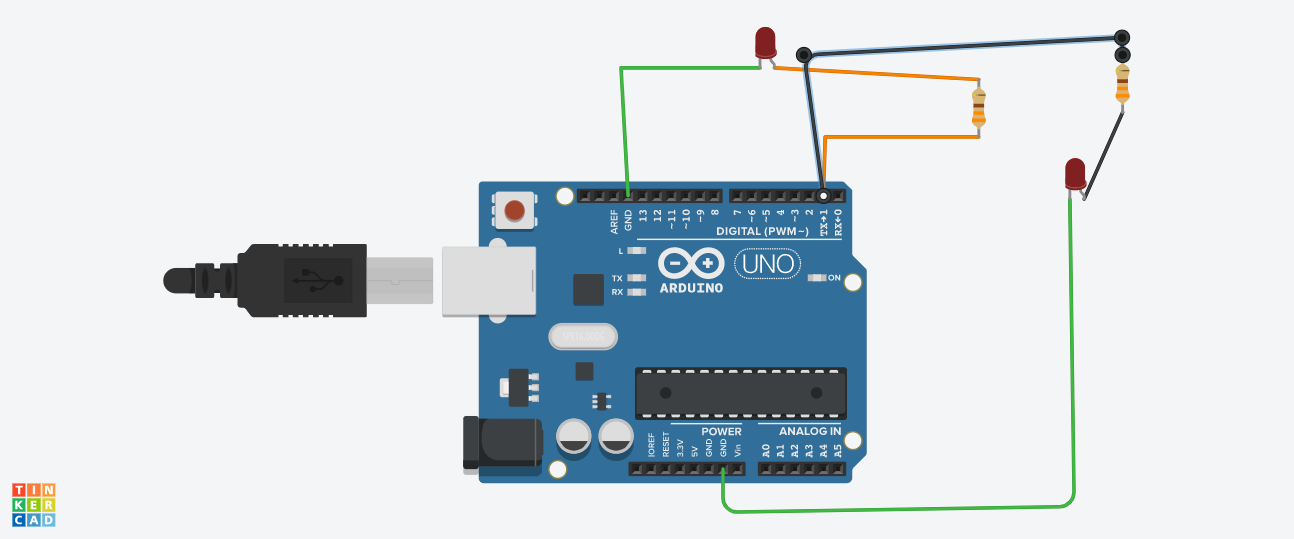 AREF
GND
13
12
~11
~10
~9
8
7
~6
~5
4
~3
2
TX→1
RX←0
DIGITAL (PWM~)
L
TX
RX
ARDUINO
UNO
ON
POWER
ANALOG IN
IOREF
RESET
3.3V
5V
GND
GND
Vin
A0
A1
A2
A3
A4
A5
TIN
KER
CAD